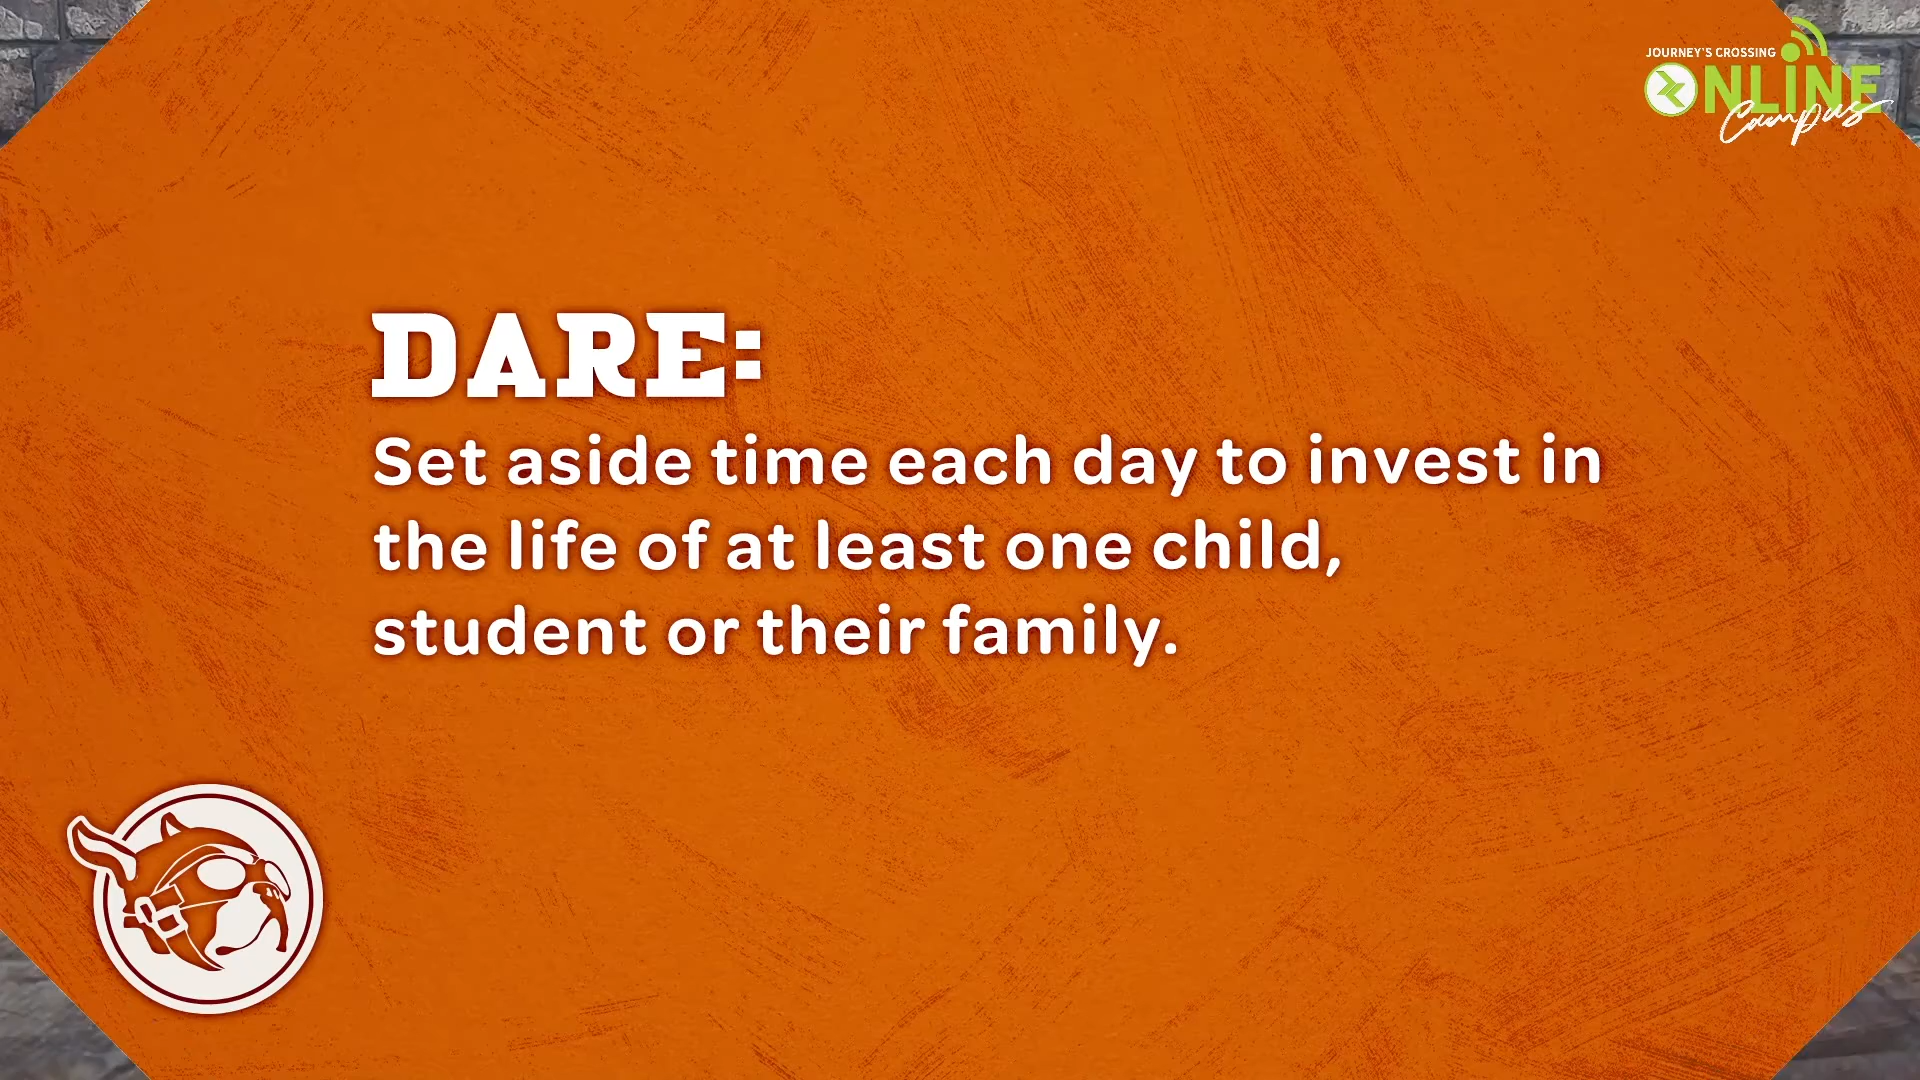 JOURNEY'S CROSSING
ONLINE
Campus
DARE:
Set aside time each day to invest in
the life of at least one child,
student or their family.